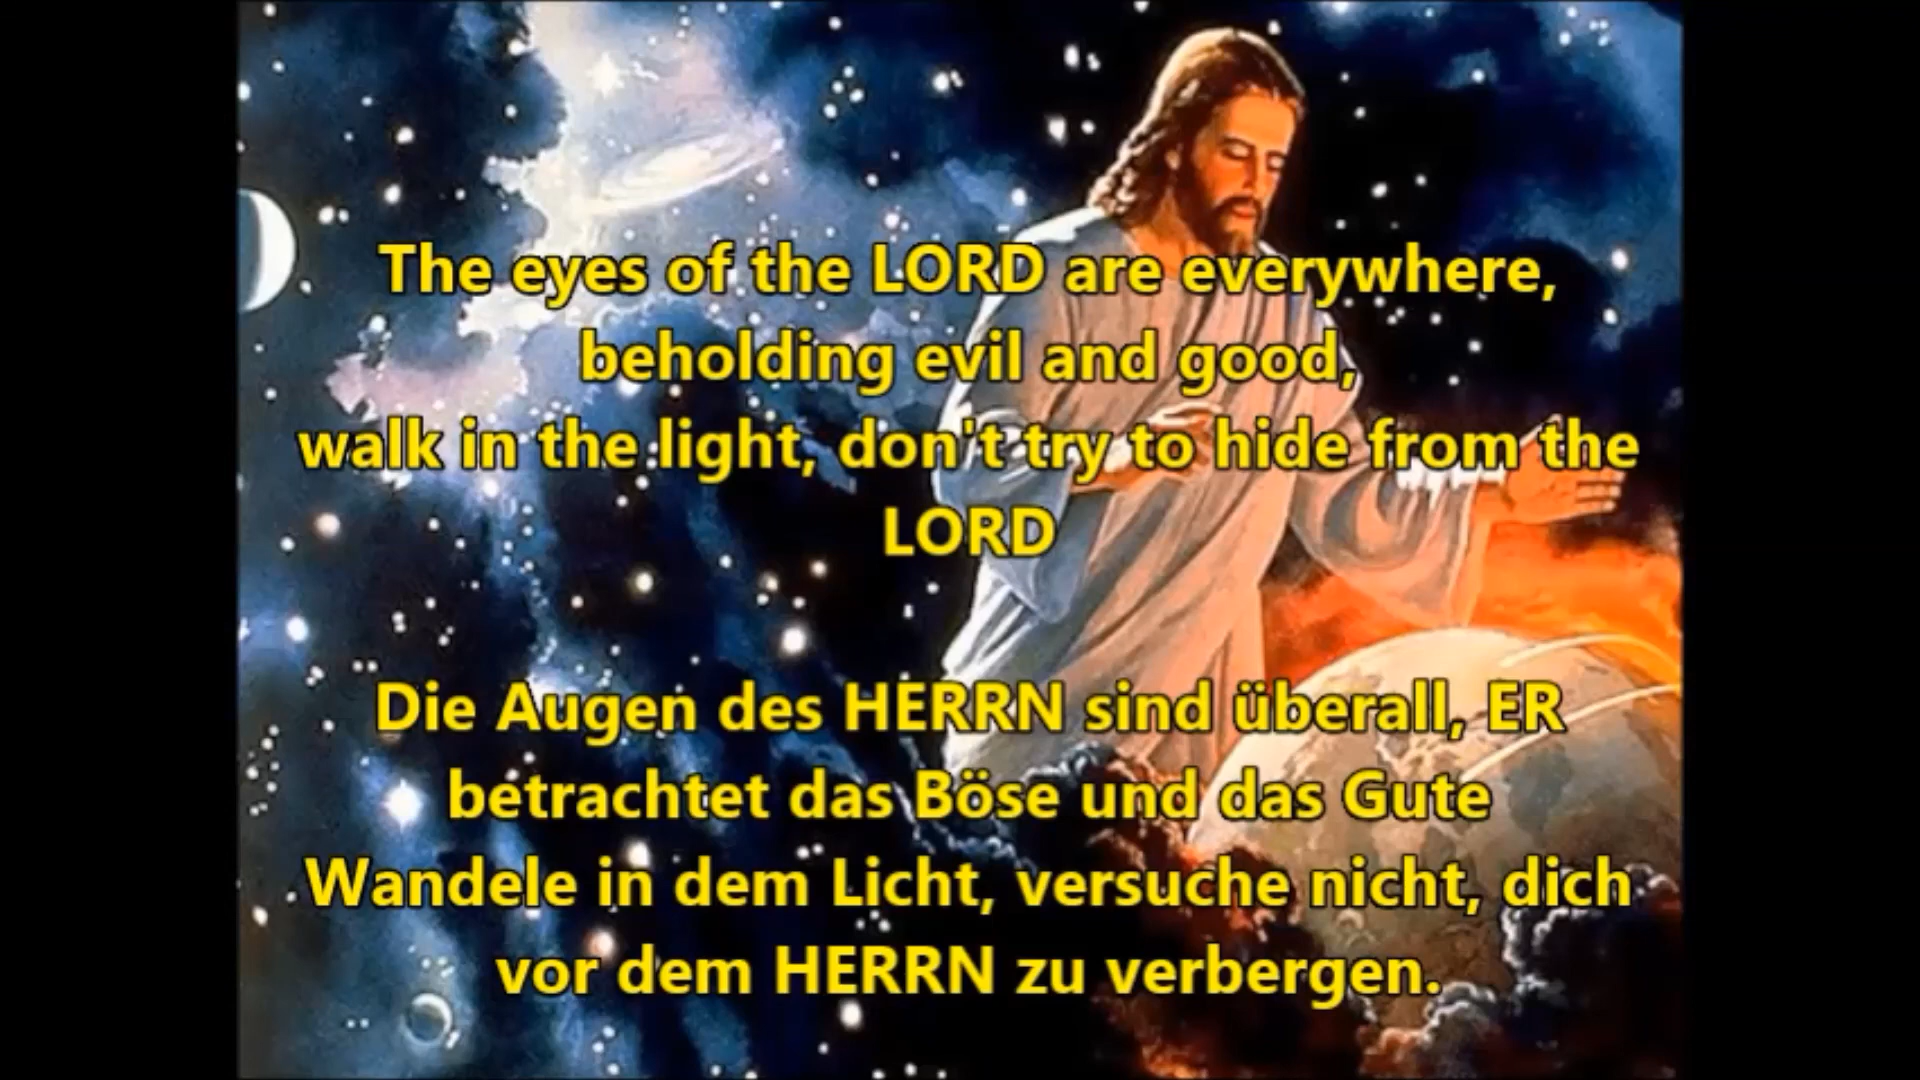 The eyes of the LORD are everywhere,
beholding evil and good,
walk in the light, don't try to hide from the
LORD
Die Augen des HERRN sind überall, ER
betrachtet das Böse und das Gute
Wandele in dem Licht, versuche nicht, dich
vor dem HERRN zu verbergen.